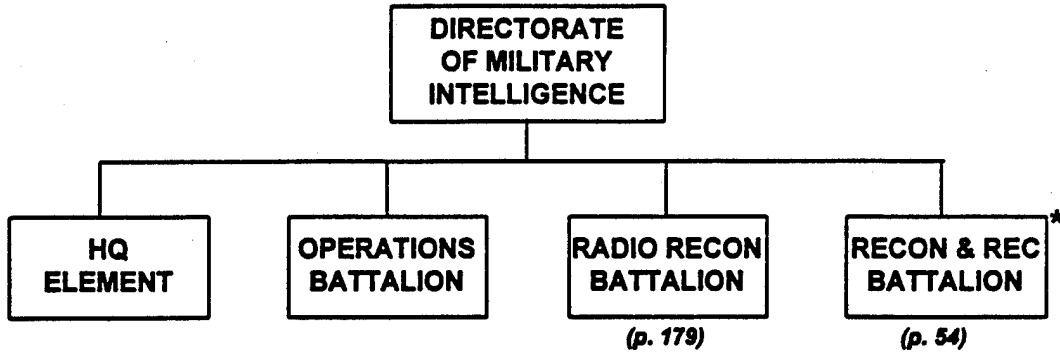 DIRECTORATE
OF MILITARY
INTELLIGENCE
HQ
ELEMENT
OPERATIONS
BATTALION
RADIO RECON
BATTALION
(p. 179)
RECON & REC
BATTALION
*
(p. 54)